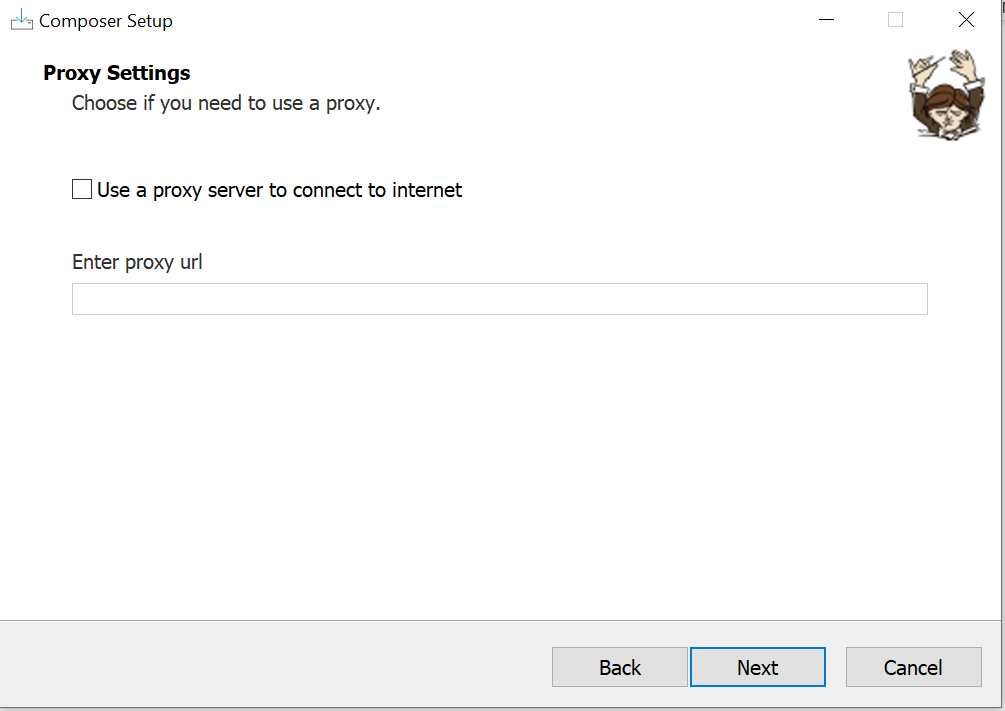 Composer Setup
Proxy Settings
Choose if you need to use a proxy.
Use a proxy server to connect to internet
Enter proxy url
Back
Next
Cancel